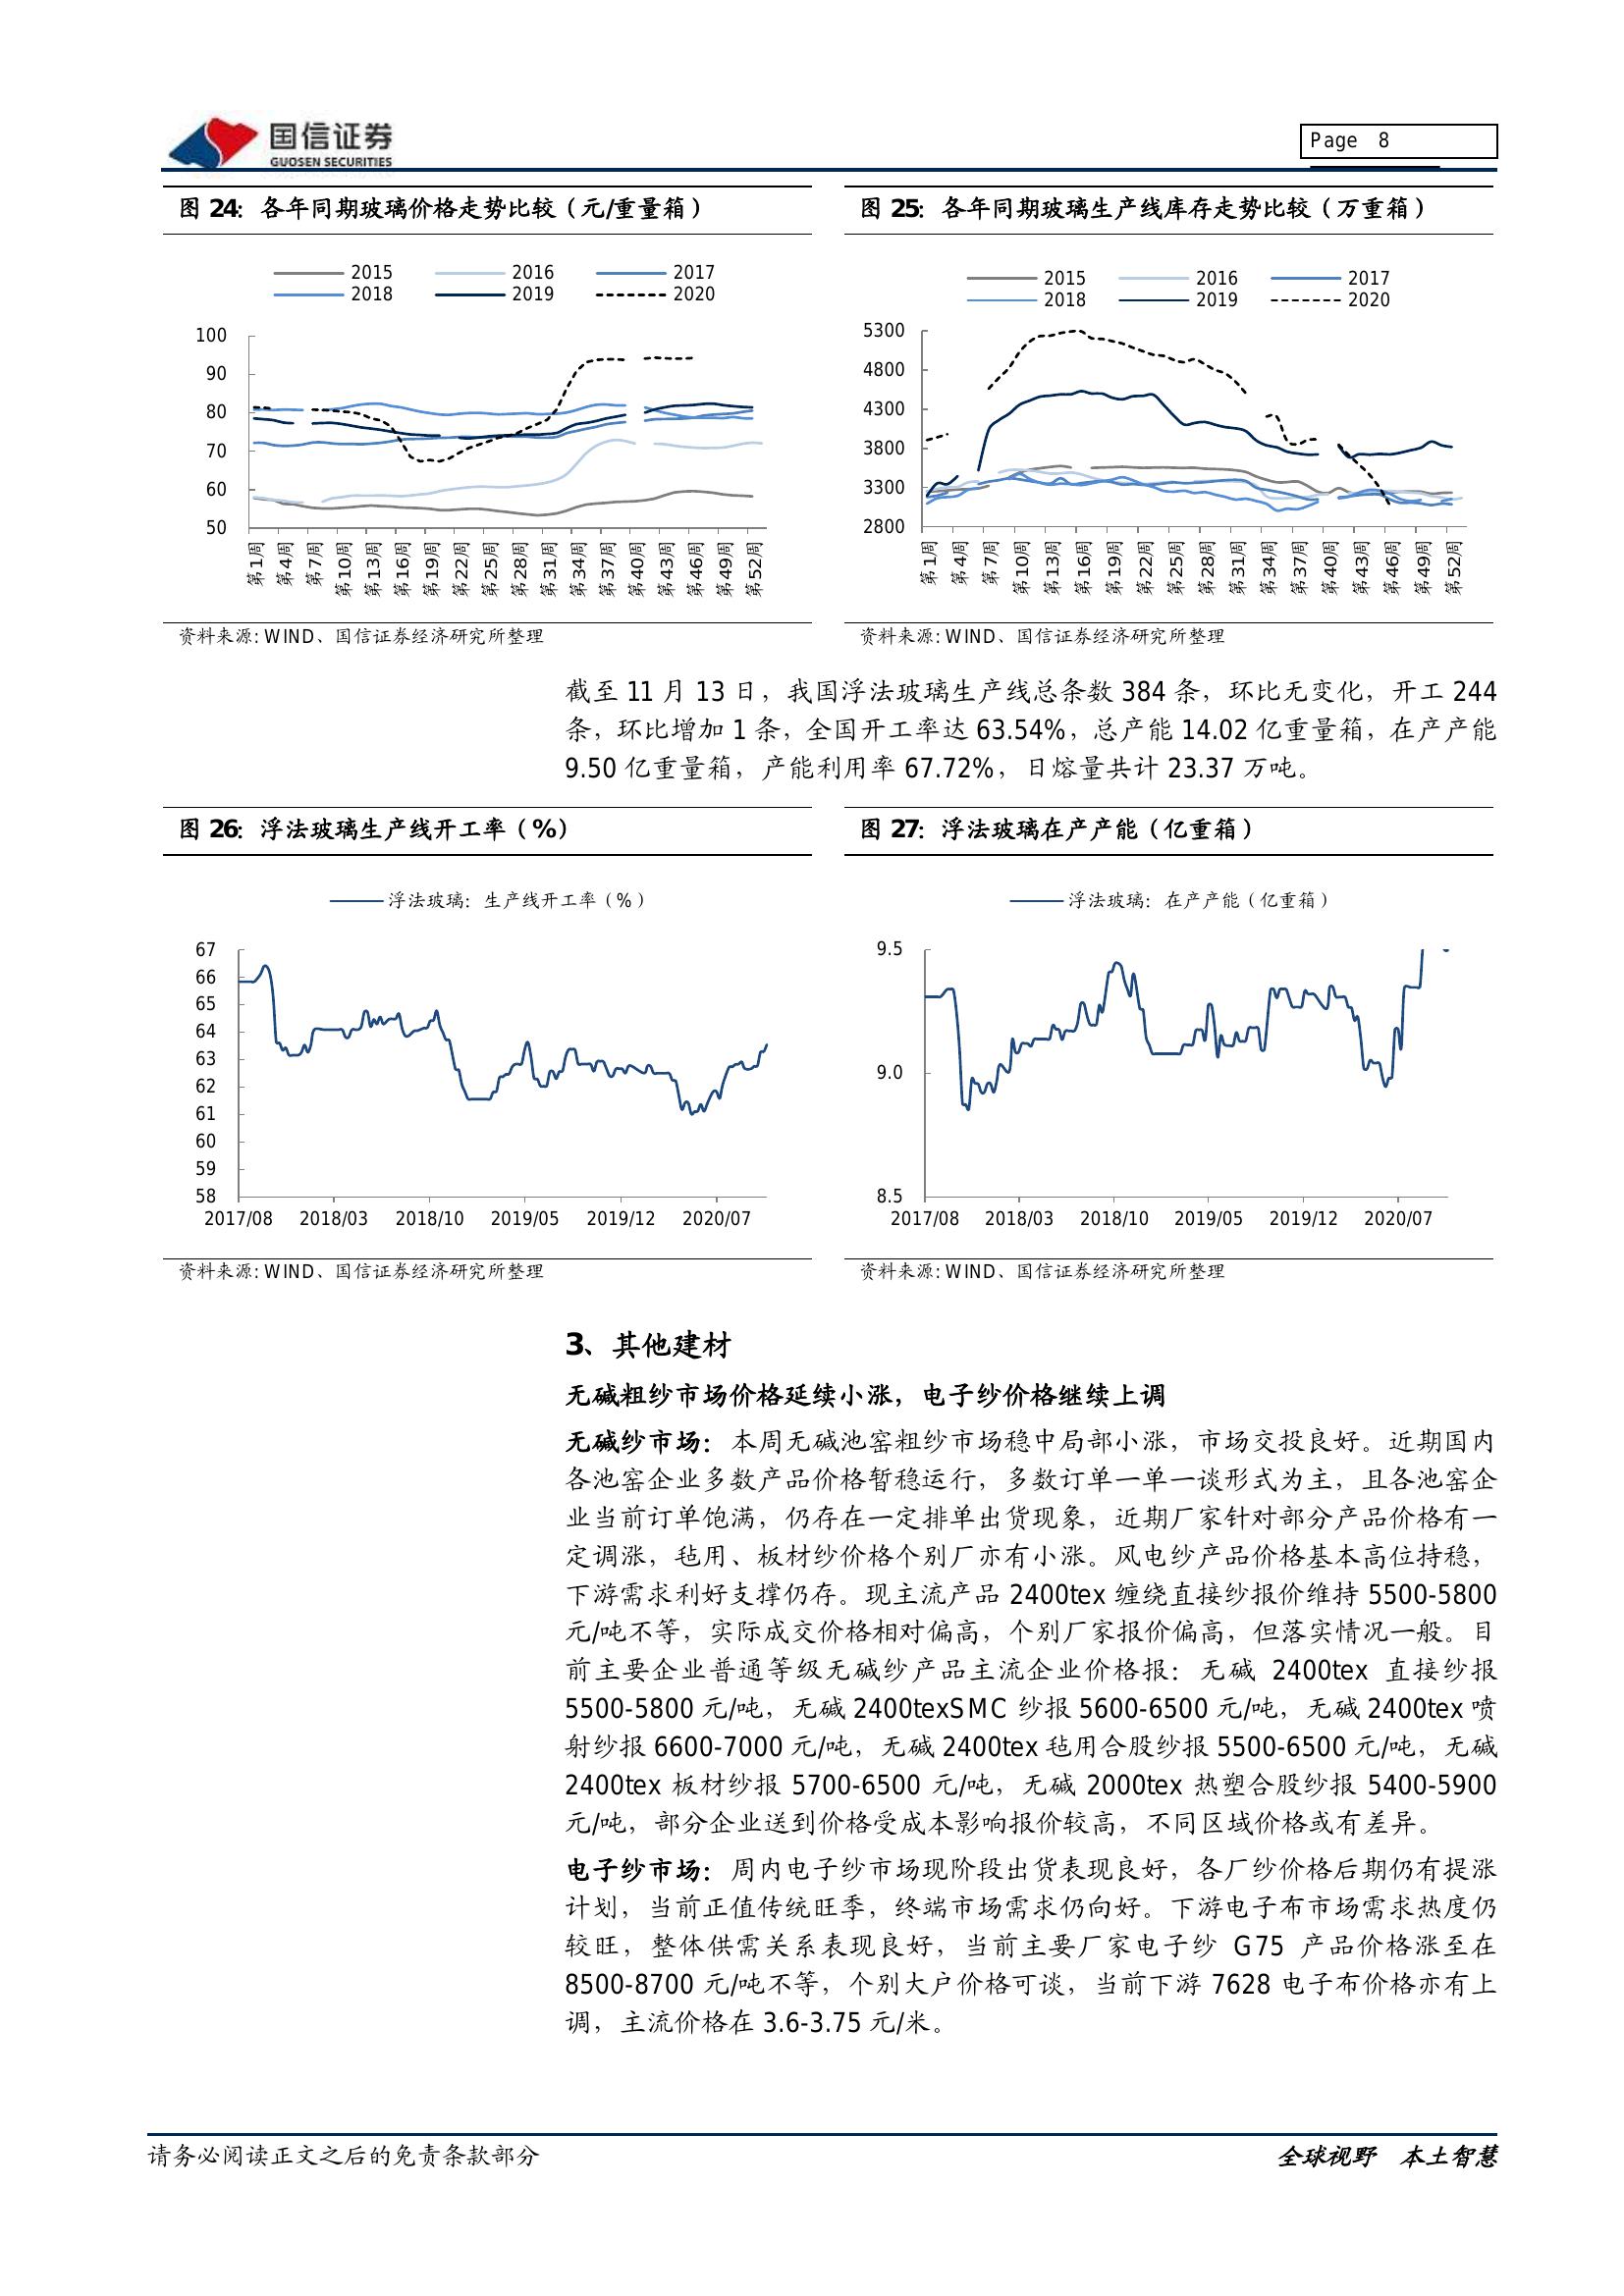 国信证券
GUOSEN SECURITIES
Page 8
图 24：各年同期玻璃价格走势比较（元/重量箱）
2015 2016 2017
2018 2019 2020
100
90
80
70
60
50
第1周 第4周 第7周 第10周 第13周 第16周 第19周 第22周 第25周 第28周 第31周 第34周 第37周 第40周 第43周 第46周 第49周 第52周
资料来源: WIND、国信证券经济研究所整理
图 25：各年同期玻璃生产线库存走势比较（万重箱）
2015 2016 2017
2018 2019 2020
5300
4800
4300
3800
3300
2800
第1周 第4周 第7周 第10周 第13周 第16周 第19周 第22周 第25周 第28周 第31周 第34周 第37周 第40周 第43周 第46周 第49周 第52周
资料来源: WIND、国信证券经济研究所整理
截至 11 月 13 日，我国浮法玻璃生产线总条数 384 条，环比无变化，开工 244
条，环比增加 1 条，全国开工率达 63.54%，总产能 14.02 亿重量箱，在产产能
9.50 亿重量箱，产能利用率 67.72%，日熔量共计 23.37 万吨。
图 26：浮法玻璃生产线开工率（%）
浮法玻璃：生产线开工率（%）
67
66
65
64
63
62
61
60
59
58
2017/08 2018/03 2018/10 2019/05 2019/12 2020/07
资料来源: WIND、国信证券经济研究所整理
图 27：浮法玻璃在产产能（亿重箱）
浮法玻璃：在产产能（亿重箱）
9.5
9.0
8.5
2017/08 2018/03 2018/10 2019/05 2019/12 2020/07
资料来源: WIND、国信证券经济研究所整理
3、其他建材
无碱粗纱市场价格延续小涨，电子纱价格继续上调
无碱纱市场：本周无碱池窑粗纱市场稳中局部小涨，市场交投良好。近期国内
各池窑企业多数产品价格暂稳运行，多数订单一单一谈形式为主，且各池窑企
业当前订单饱满，仍存在一定排单出货现象，近期厂家针对部分产品价格有一
定调涨，毡用、板材纱价格个别厂亦有小涨。风电纱产品价格基本高位持稳，
下游需求利好支撑仍存。现主流产品 2400tex 缠绕直接纱报价维持 5500-5800
元/吨不等，实际成交价格相对偏高，个别厂家报价偏高，但落实情况一般。目
前主要企业普通等级无碱纱产品主流企业价格报：无碱 2400tex 直接纱报
5500-5800 元/吨，无碱 2400texSMC 纱报 5600-6500 元/吨，无碱 2400tex 喷
射纱报 6600-7000 元/吨，无碱 2400tex 毡用合股纱报 5500-6500 元/吨，无碱
2400tex 板材纱报 5700-6500 元/吨，无碱 2000tex 热塑合股纱报 5400-5900
元/吨，部分企业送到价格受成本影响报价较高，不同区域价格或有差异。
电子纱市场：周内电子纱市场现阶段出货表现良好，各厂纱价格后期仍有提涨
计划，当前正值传统旺季，终端市场需求仍向好。下游电子布市场需求热度仍
较旺，整体供需关系表现良好，当前主要厂家电子纱 G75 产品价格涨至在
8500-8700 元/吨不等，个别大户价格可谈，当前下游 7628 电子布价格亦有上
调，主流价格在 3.6-3.75 元/米。
请务必阅读正文之后的免责条款部分
全球视野 本土智慧